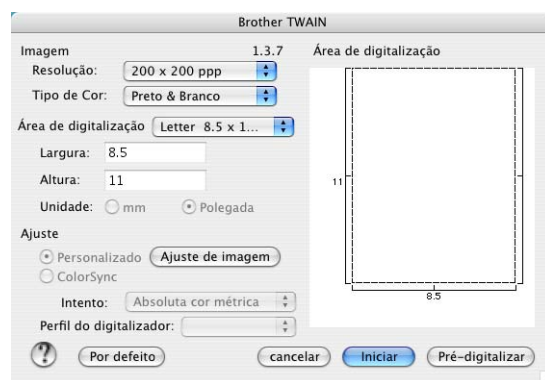 Brother TWAIN
Imagem 1.3.7
Resolução: 200 x 200 ppp
Tipo de Cor: Preto & Branco
Área de digitalização Letter 8.5 x 1...
Largura: 8.5
Altura: 11
Unidade: mm Polegada
Ajuste
Personalizado Ajuste de imagem
ColorSync
Intento: Absoluta cor métrica
Perfil do digitalizador:
Área de digitalização
11
8.5
? Por defeito cancelar Iniciar Pré-digitalizar